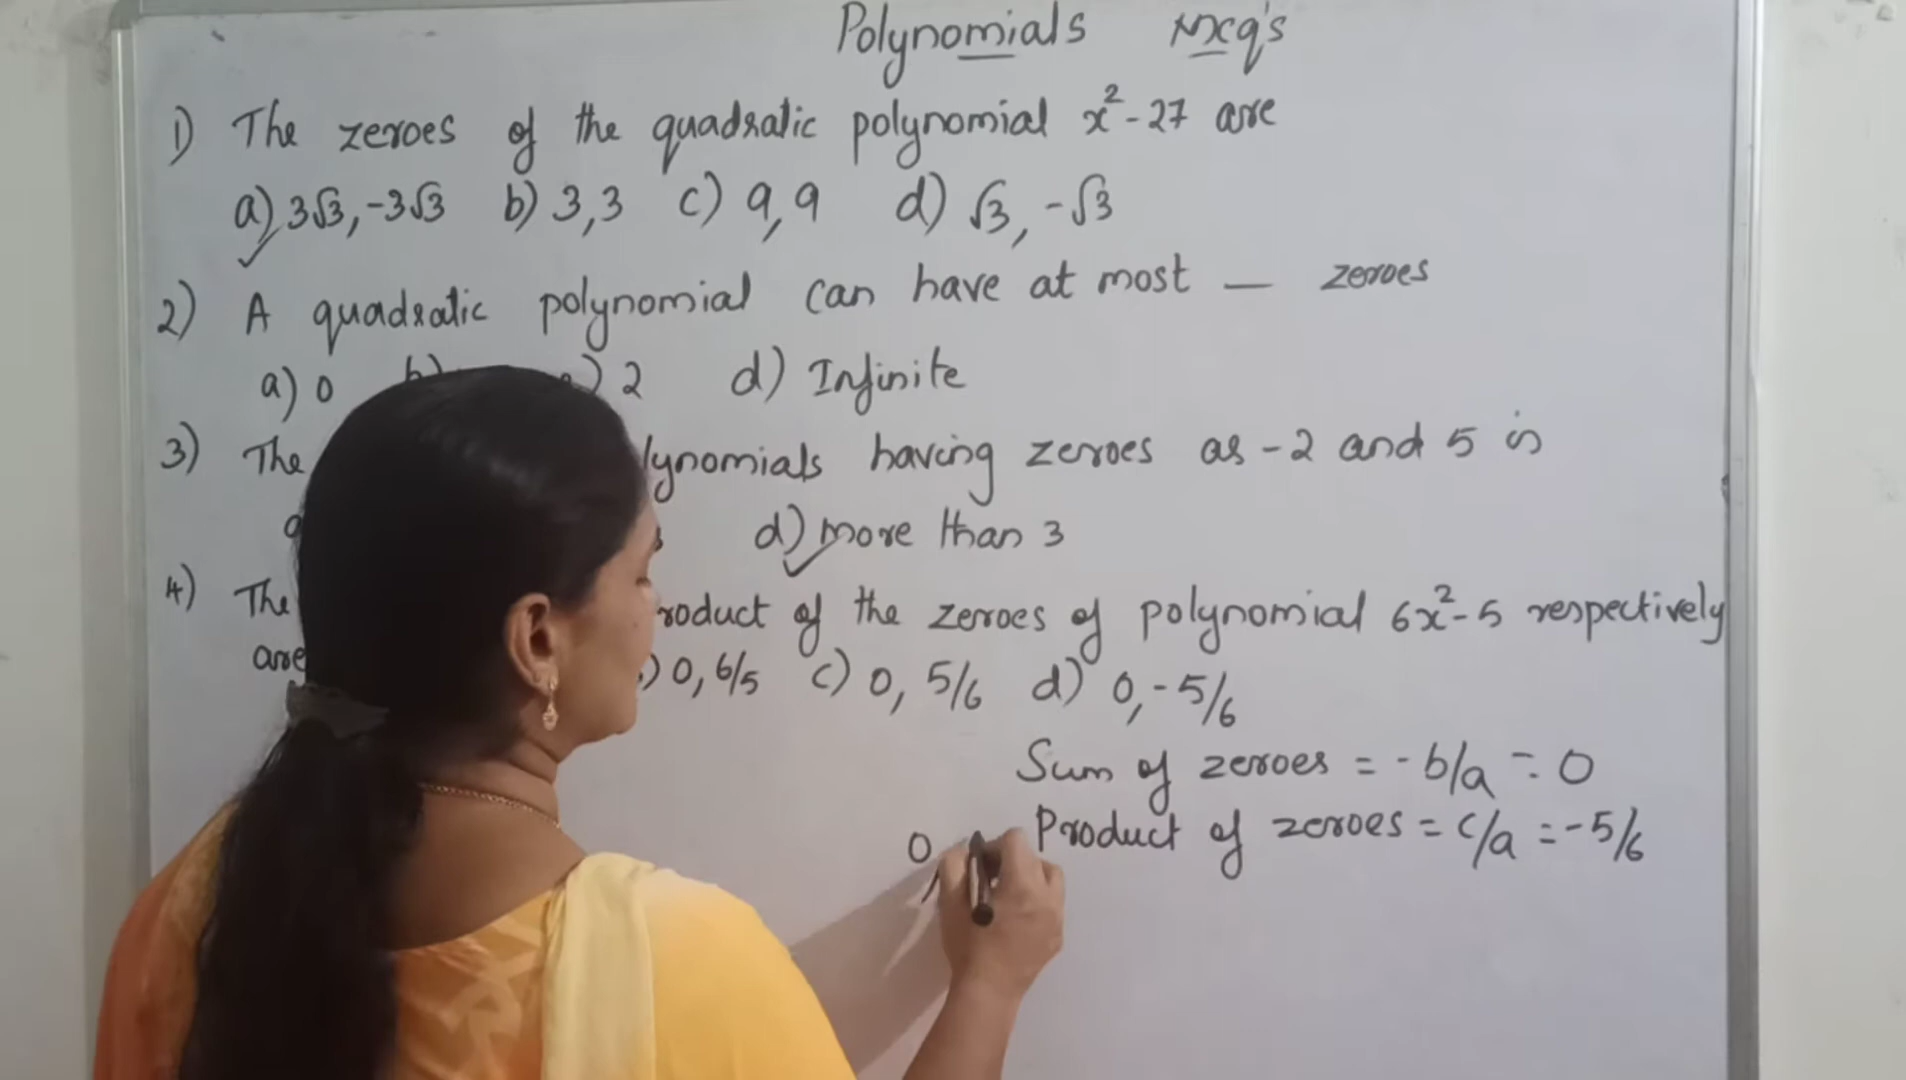 Polynomials Mcq's
1) The zeroes of the quadratic polynomial x²-27 are
a) 3√3, -3√3 b) 3,3 c) 9,9 d) √3, -√3
2) A quadratic polynomial can have at most — zeroes
a) 0 b) 2 d) Infinite
3) The lynomials having zeroes as -2 and 5 is
d) more than 3
4) The roduct of the zeroes of polynomial 6x²-5 respectively
are ) 0, 6/5 c) 0, 5/6 d) 0, -5/6
Sum of zeroes = -b/a = 0
0, Product of zeroes = c/a = -5/6